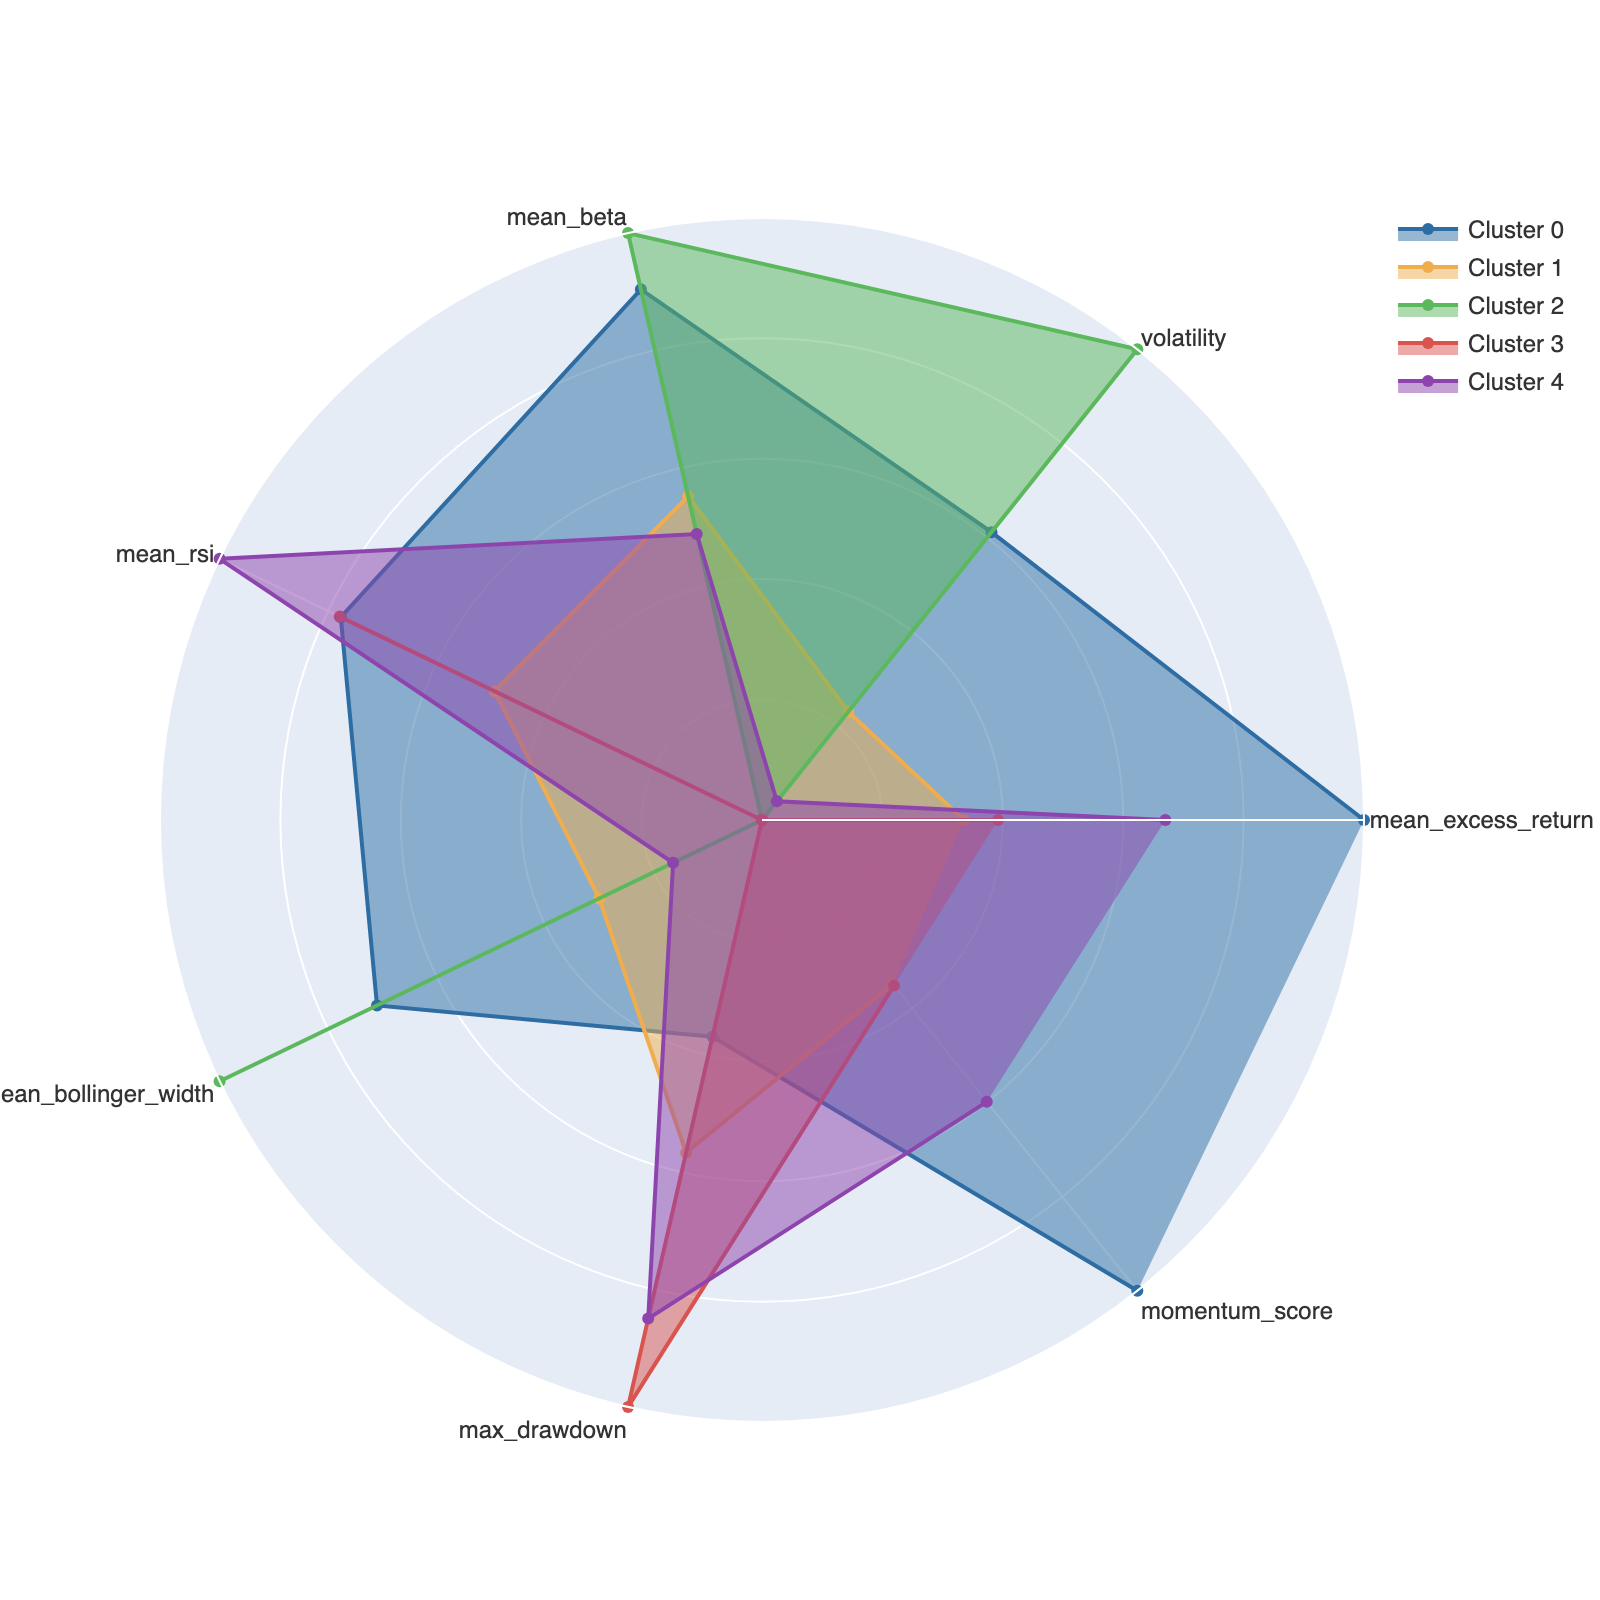 mean_beta
volatility
mean_rsi
mean_excess_return
ean_bollinger_width
momentum_score
max_drawdown
Cluster 0
Cluster 1
Cluster 2
Cluster 3
Cluster 4